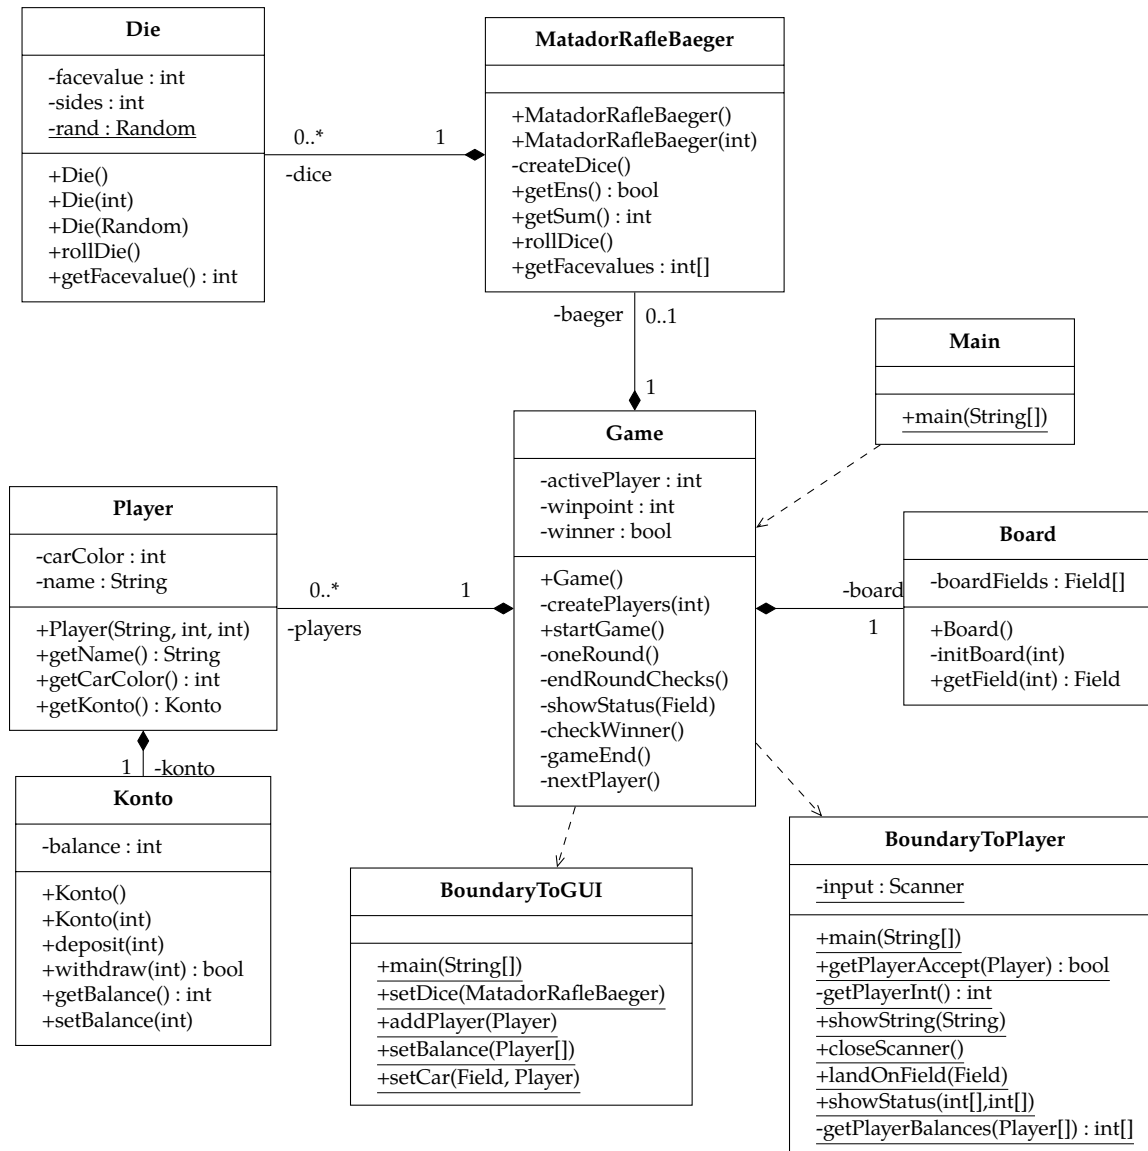 Die
-facevalue : int
-sides : int
-rand : Random
+Die()
+Die(int)
+Die(Random)
+rollDie()
+getFacevalue() : int
0..*
1
-dice
MatadorRafleBaeger
+MatadorRafleBaeger()
+MatadorRafleBaeger(int)
-createDice()
+getEns() : bool
+getSum() : int
+rollDice()
+getFacevalues : int[]
-baeger
0..1
1
Main
+main(String[])
Game
-activePlayer : int
-winpoint : int
-winner : bool
+Game()
-createPlayers(int)
+startGame()
-oneRound()
-endRoundChecks()
-showStatus(Field)
-checkWinner()
-gameEnd()
-nextPlayer()
Player
-carColor : int
-name : String
+Player(String, int, int)
+getName() : String
+getCarColor() : int
+getKonto() : Konto
0..*
1
-players
-board
1
Board
-boardFields : Field[]
+Board()
-initBoard(int)
+getField(int) : Field
1
-konto
Konto
-balance : int
+Konto()
+Konto(int)
+deposit(int)
+withdraw(int) : bool
+getBalance() : int
+setBalance(int)
BoundaryToGUI
+main(String[])
+setDice(MatadorRafleBaeger)
+addPlayer(Player)
+setBalance(Player[])
+setCar(Field, Player)
BoundaryToPlayer
-input : Scanner
+main(String[])
+getPlayerAccept(Player) : bool
-getPlayerInt() : int
+showString(String)
+closeScanner()
+landOnField(Field)
+showStatus(int[],int[])
-getPlayerBalances(Player[]) : int[]